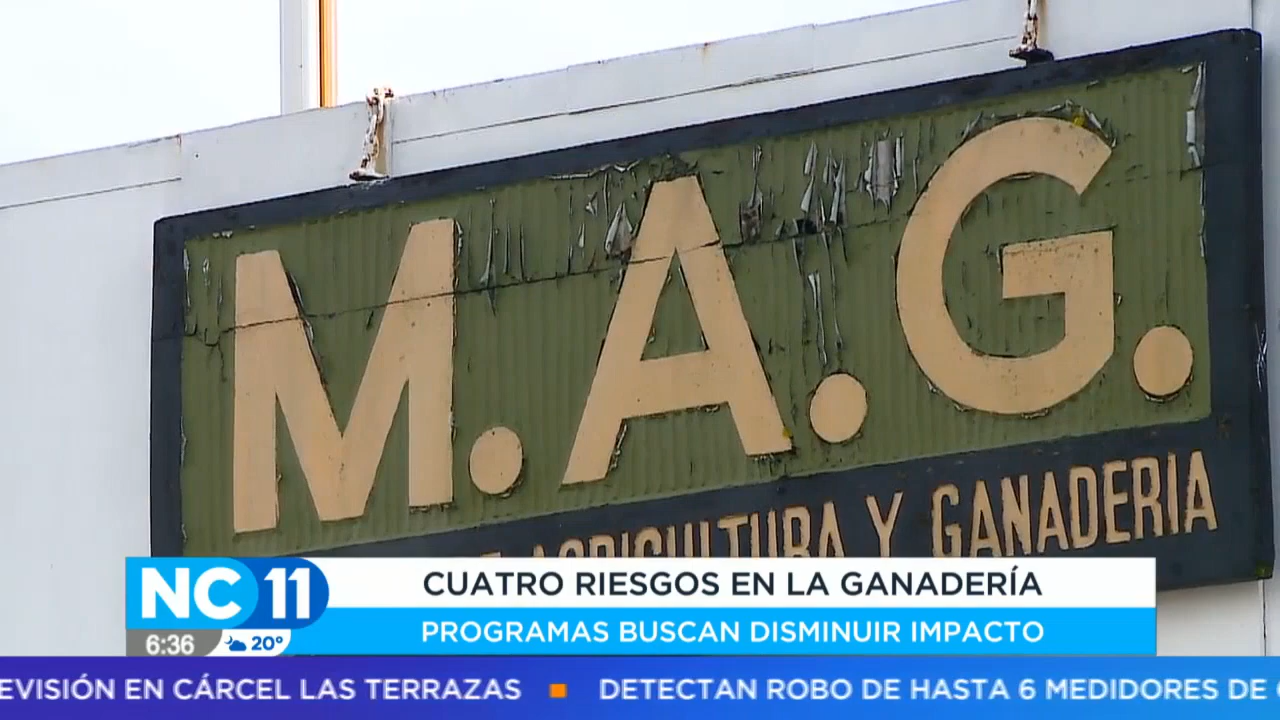 M.A.G.
AGRICULTURA Y GANADERIA
NC 11
CUATRO RIESGOS EN LA GANADERÍA
PROGRAMAS BUSCAN DISMINUIR IMPACTO
6:36
20°
EVISIÓN EN CÁRCEL LAS TERRAZAS ▪ DETECTAN ROBO DE HASTA 6 MEDIDORES DE